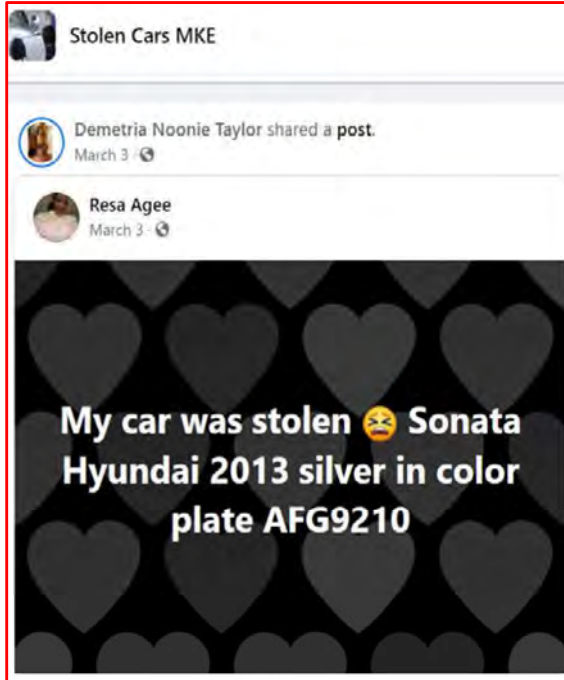 Stolen Cars MKE
Demetria Noonie Taylor shared a post.
March 3 ·
Resa Agee
March 3 ·
My car was stolen 😫 Sonata
Hyundai 2013 silver in color
plate AFG9210